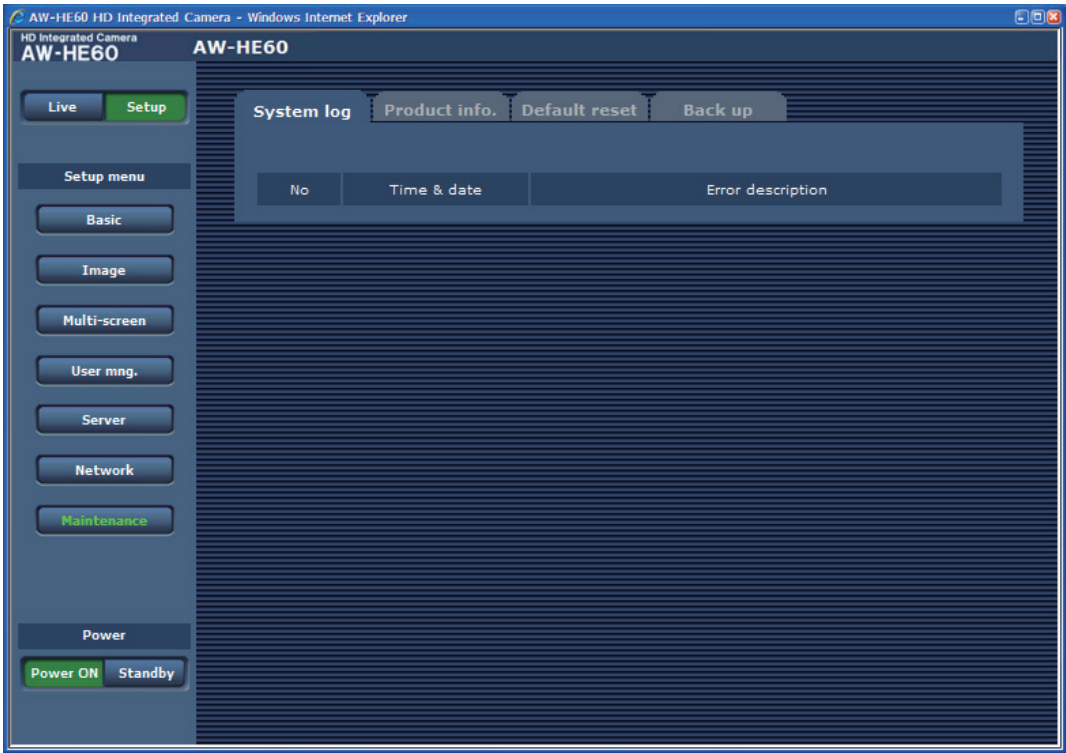 AW-HE60 HD Integrated Camera - Windows Internet Explorer
HD Integrated Camera
AW-HE60
AW-HE60
Live Setup
System log Product info. Default reset Back up
Setup menu
No Time & date Error description
Basic
Image
Multi-screen
User mng.
Server
Network
Maintenance
Power
Power ON Standby